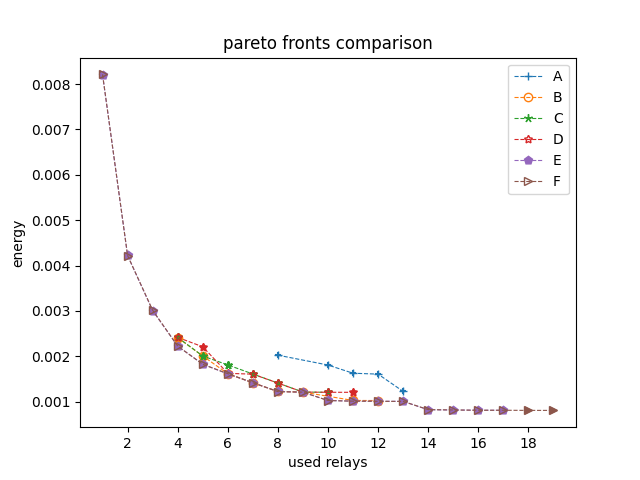 pareto fronts comparison
0.008
0.007
0.006
0.005
0.004
0.003
0.002
0.001
energy
A
B
C
D
E
F
2 4 6 8 10 12 14 16 18
used relays